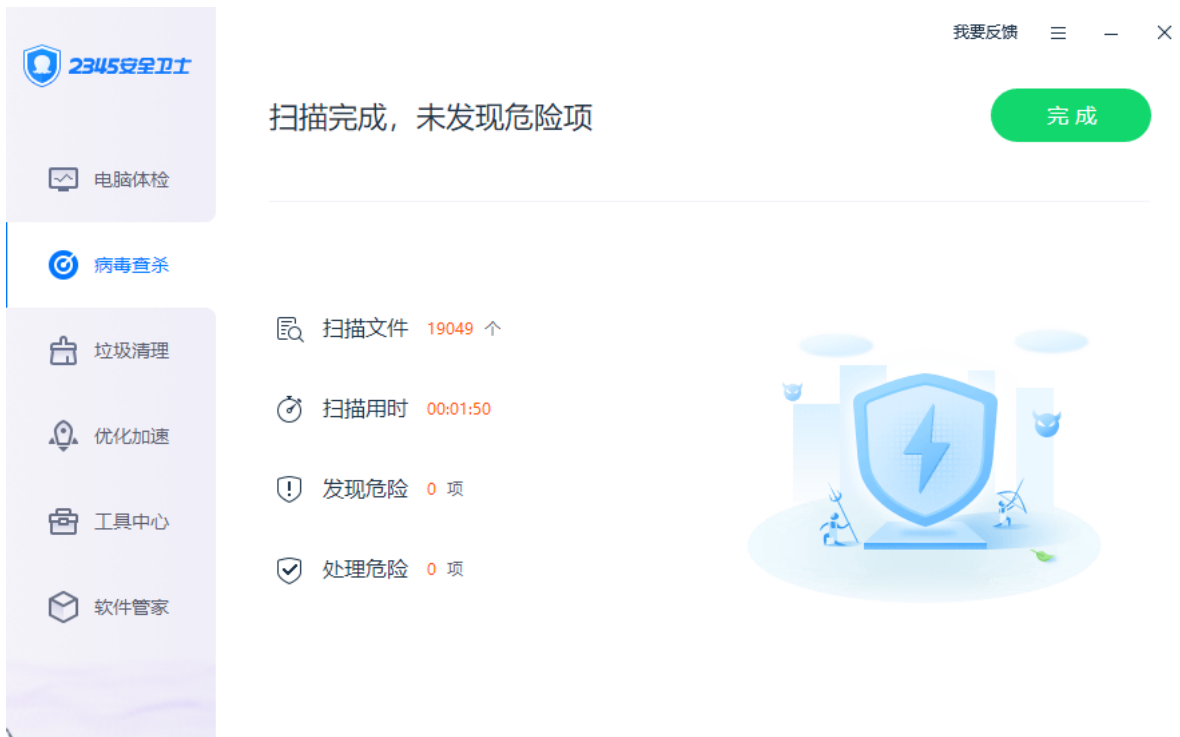 我要反馈
2345安全卫士
扫描完成，未发现危险项
完成
电脑体检
病毒查杀
垃圾清理
优化加速
工具中心
软件管家
扫描文件 19049 个
扫描用时 00:01:50
发现危险 0 项
处理危险 0 项